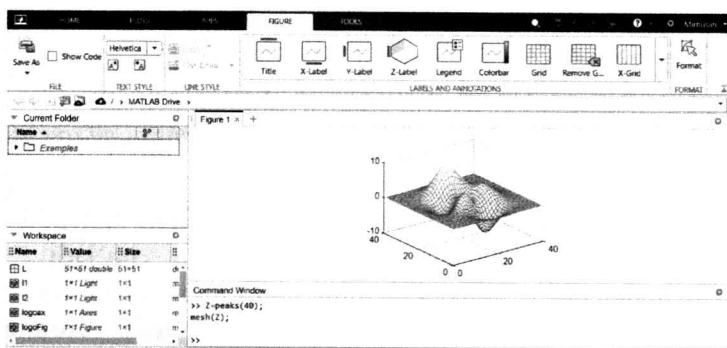 HOME PLOTS APPS FIGURE TOOLS
Save As
Show Code
Helvetica
Title X-Label Y-Label Z-Label Legend Colorbar Grid Remove G... X-Grid Format
FILE TEXT STYLE LINE STYLE LABELS AND ANNOTATIONS FORMAT
/ > MATLAB Drive >
Current Folder
Name
Examples
Figure 1 × +
10
0
-10
40
20
0 0
20
40
Workspace
Name Value Size
L 51×51 double 51×51
l1 1×1 Light 1×1
l2 1×1 Light 1×1
logoax 1×1 Axes 1×1
logoFig 1×1 Figure 1×1
Command Window
>> Z-peaks(40);
mesh(Z);
>>